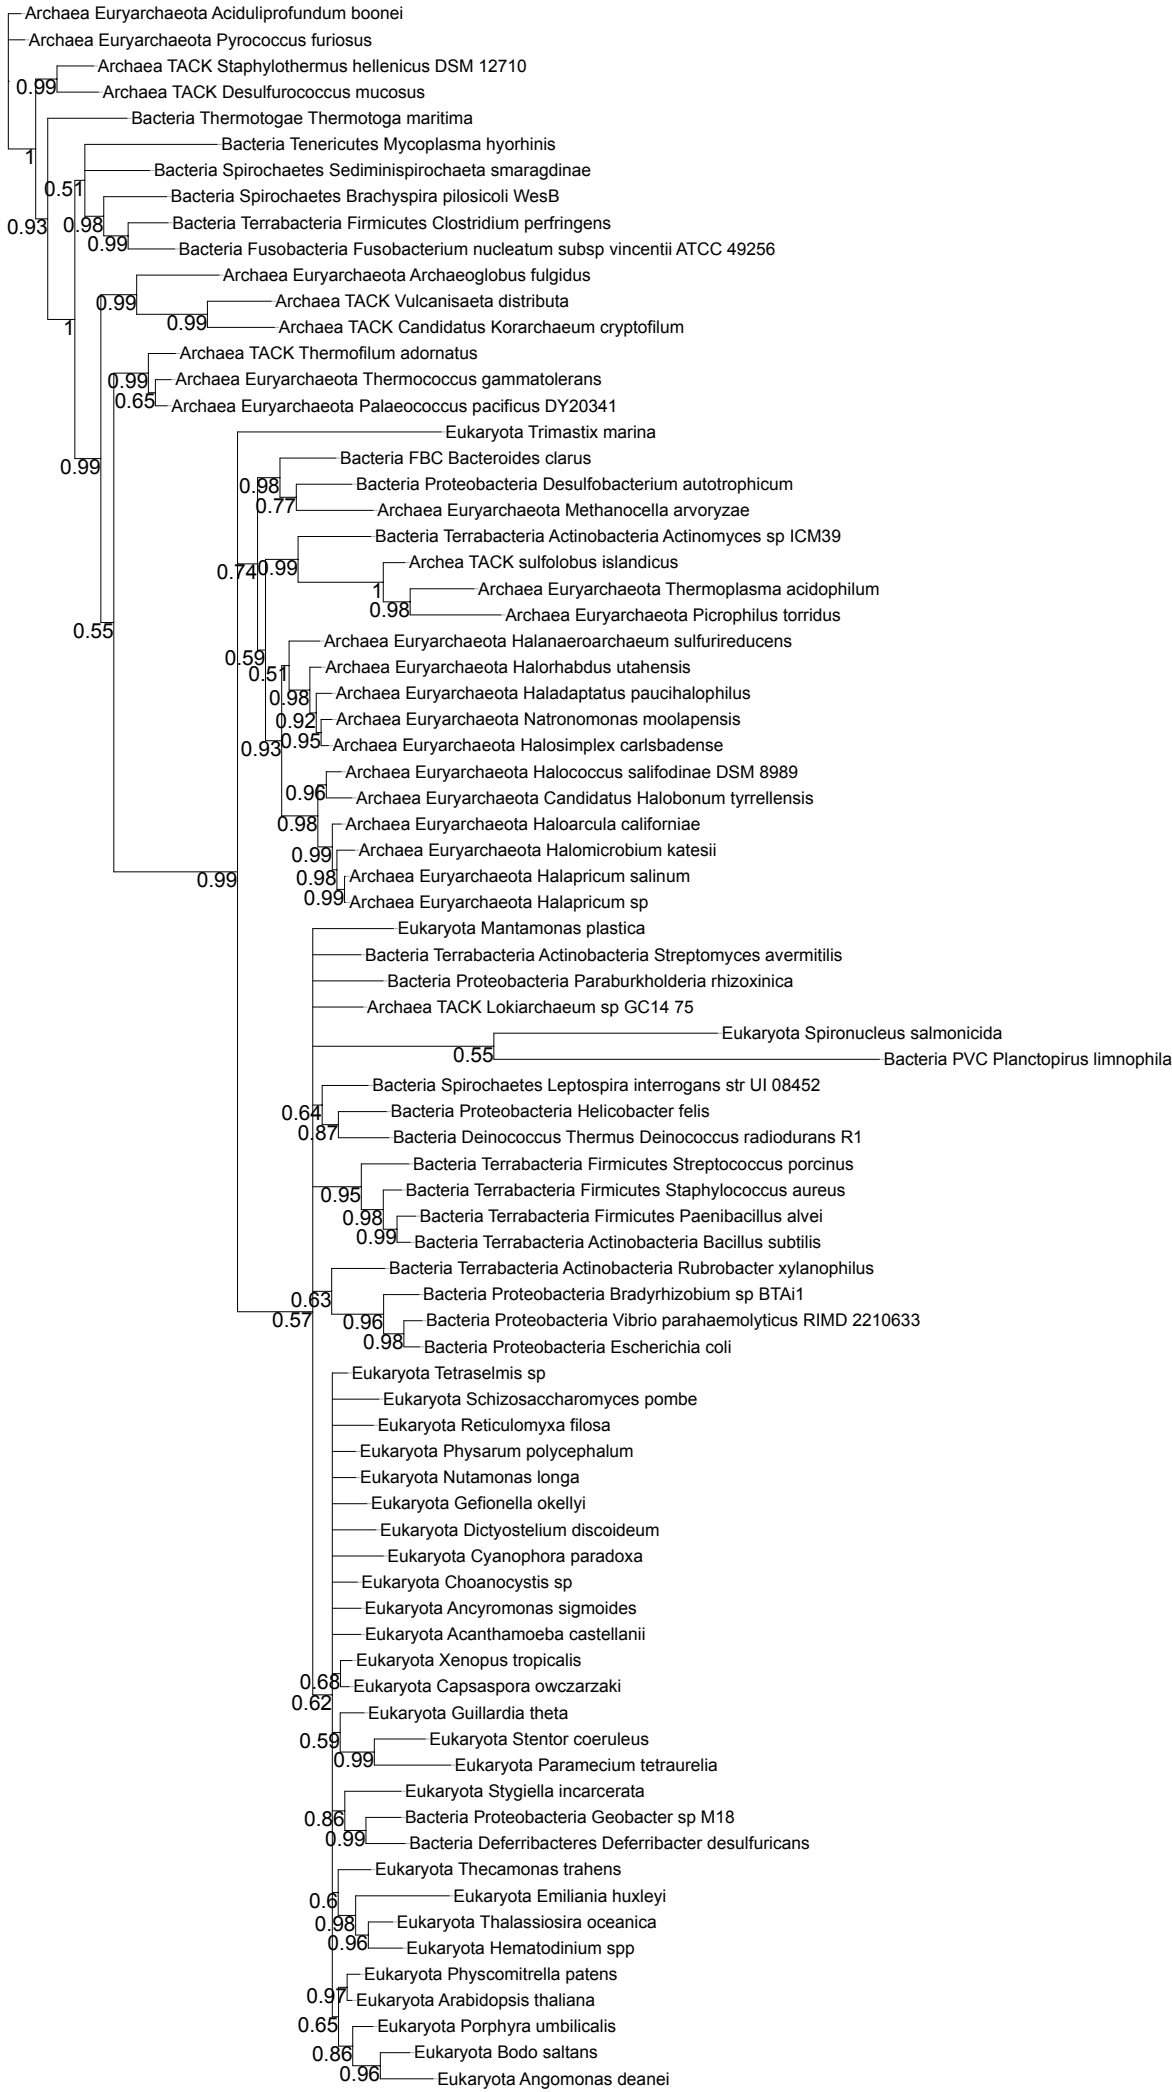 Archaea Euryarchaeota Aciduliprofundum boonei
Archaea Euryarchaeota Pyrococcus furiosus
Archaea TACK Staphylothermus hellenicus DSM 12710
0.99
Archaea TACK Desulfurococcus mucosus
Bacteria Thermotogae Thermotoga maritima
Bacteria Tenericutes Mycoplasma hyorhinis
1
Bacteria Spirochaetes Sediminispirochaeta smaragdinae
0.51
Bacteria Spirochaetes Brachyspira pilosicoli WesB
0.93
0.98
Bacteria Terrabacteria Firmicutes Clostridium perfringens
0.99
Bacteria Fusobacteria Fusobacterium nucleatum subsp vincentii ATCC 49256
Archaea Euryarchaeota Archaeoglobus fulgidus
0.99
Archaea TACK Vulcanisaeta distributa
1
0.99
Archaea TACK Candidatus Korarchaeum cryptofilum
Archaea TACK Thermofilum adornatus
0.99
Archaea Euryarchaeota Thermococcus gammatolerans
0.65
Archaea Euryarchaeota Palaeococcus pacificus DY20341
Eukaryota Trimastix marina
Bacteria FBC Bacteroides clarus
0.99
0.98
Bacteria Proteobacteria Desulfobacterium autotrophicum
0.77
Archaea Euryarchaeota Methanocella arvoryzae
Bacteria Terrabacteria Actinobacteria Actinomyces sp ICM39
Archea TACK sulfolobus islandicus
0.74
0.99
Archaea Euryarchaeota Thermoplasma acidophilum
1
0.98
Archaea Euryarchaeota Picrophilus torridus
0.55
Archaea Euryarchaeota Halanaeroarchaeum sulfurireducens
0.59
Archaea Euryarchaeota Halorhabdus utahensis
0.51
Archaea Euryarchaeota Haladaptatus paucihalophilus
0.98
Archaea Euryarchaeota Natronomonas moolapensis
0.92
0.95
Archaea Euryarchaeota Halosimplex carlsbadense
0.93
Archaea Euryarchaeota Halococcus salifodinae DSM 8989
0.96
Archaea Euryarchaeota Candidatus Halobonum tyrrellensis
0.98
Archaea Euryarchaeota Haloarcula californiae
0.99
Archaea Euryarchaeota Halomicrobium katesii
0.98
Archaea Euryarchaeota Halapricum salinum
0.99
0.99
Archaea Euryarchaeota Halapricum sp
Eukaryota Mantamonas plastica
Bacteria Terrabacteria Actinobacteria Streptomyces avermitilis
Bacteria Proteobacteria Paraburkholderia rhizoxinica
Archaea TACK Lokiarchaeum sp GC14 75
Eukaryota Spironucleus salmonicida
0.55
Bacteria PVC Planctopirus limnophila
Bacteria Spirochaetes Leptospira interrogans str UI 08452
0.64
Bacteria Proteobacteria Helicobacter felis
0.87
Bacteria Deinococcus Thermus Deinococcus radiodurans R1
Bacteria Terrabacteria Firmicutes Streptococcus porcinus
0.95
Bacteria Terrabacteria Firmicutes Staphylococcus aureus
0.98
Bacteria Terrabacteria Firmicutes Paenibacillus alvei
0.99
Bacteria Terrabacteria Actinobacteria Bacillus subtilis
Bacteria Terrabacteria Actinobacteria Rubrobacter xylanophilus
0.63
Bacteria Proteobacteria Bradyrhizobium sp BTAi1
0.57
0.96
Bacteria Proteobacteria Vibrio parahaemolyticus RIMD 2210633
0.98
Bacteria Proteobacteria Escherichia coli
Eukaryota Tetraselmis sp
Eukaryota Schizosaccharomyces pombe
Eukaryota Reticulomyxa filosa
Eukaryota Physarum polycephalum
Eukaryota Nutamonas longa
Eukaryota Gefionella okellyi
Eukaryota Dictyostelium discoideum
Eukaryota Cyanophora paradoxa
Eukaryota Choanocystis sp
Eukaryota Ancyromonas sigmoides
Eukaryota Acanthamoeba castellanii
Eukaryota Xenopus tropicalis
0.68
Eukaryota Capsaspora owczarzaki
0.62
Eukaryota Guillardia theta
0.59
Eukaryota Stentor coeruleus
0.99
Eukaryota Paramecium tetraurelia
Eukaryota Stygiella incarcerata
0.86
Bacteria Proteobacteria Geobacter sp M18
0.99
Bacteria Deferribacteres Deferribacter desulfuricans
Eukaryota Thecamonas trahens
0.6
Eukaryota Emiliania huxleyi
0.98
Eukaryota Thalassiosira oceanica
0.96
Eukaryota Hematodinium spp
Eukaryota Physcomitrella patens
0.97
Eukaryota Arabidopsis thaliana
0.65
Eukaryota Porphyra umbilicalis
0.86
Eukaryota Bodo saltans
0.96
Eukaryota Angomonas deanei